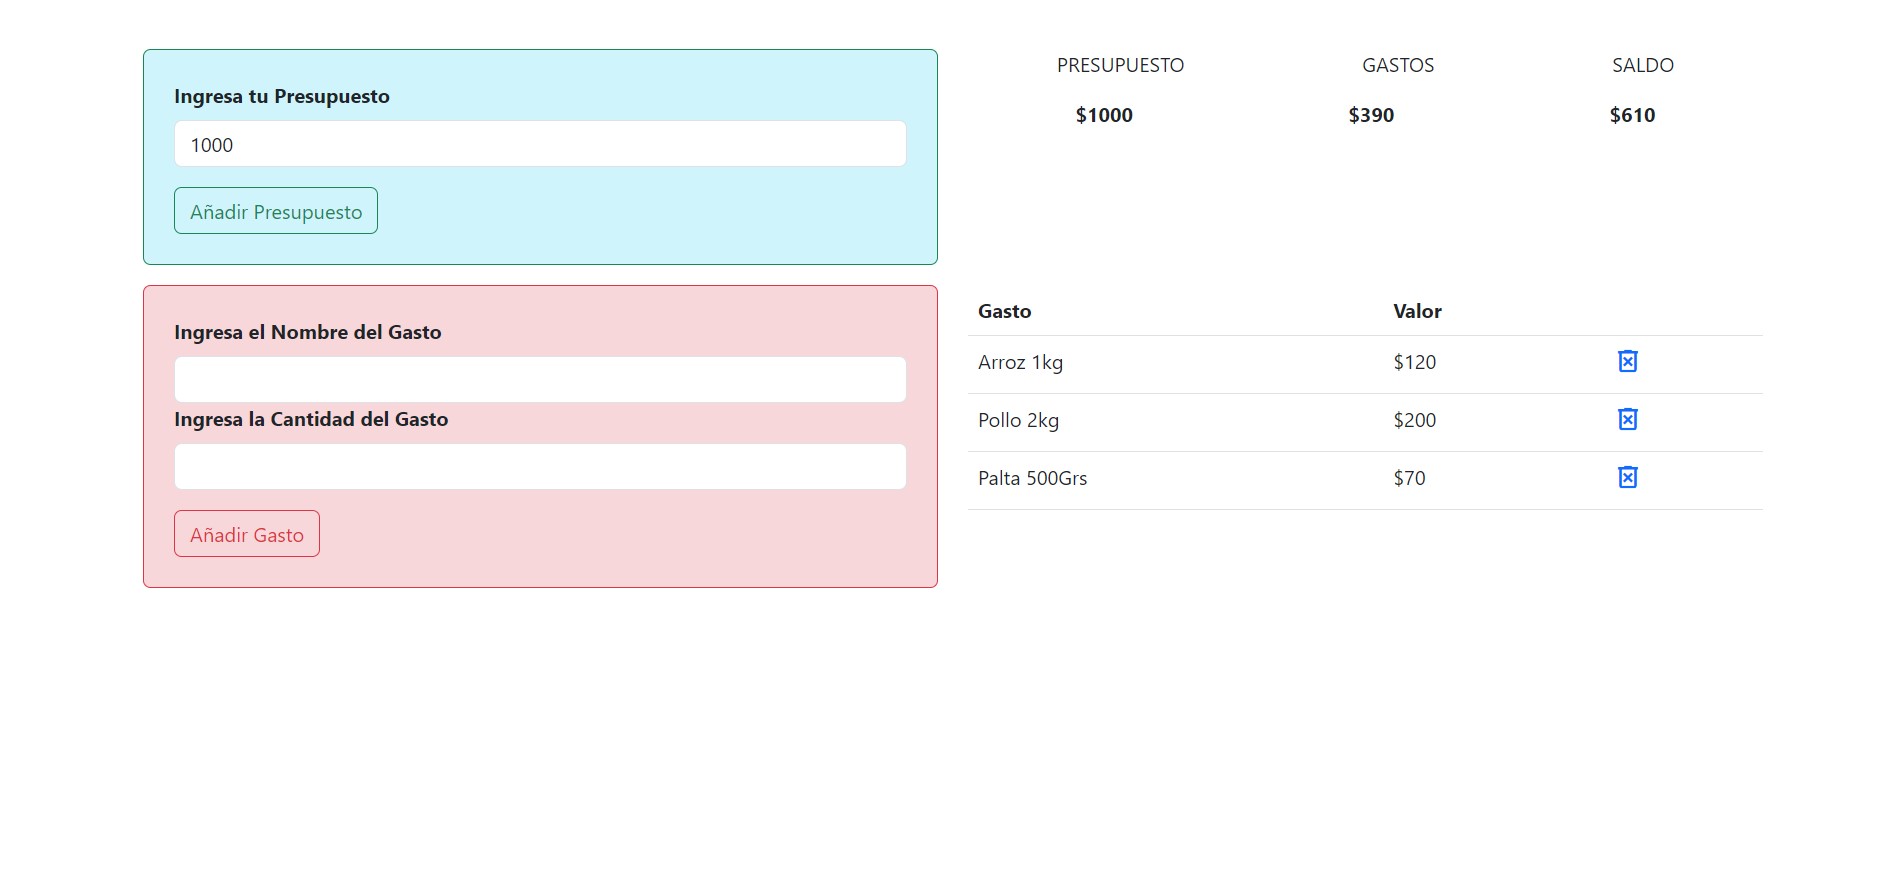 Ingresa tu Presupuesto
1000
Añadir Presupuesto
PRESUPUESTO GASTOS SALDO
$1000 $390 $610
Ingresa el Nombre del Gasto
Ingresa la Cantidad del Gasto
Añadir Gasto
Gasto Valor
Arroz 1kg $120
Pollo 2kg $200
Palta 500Grs $70